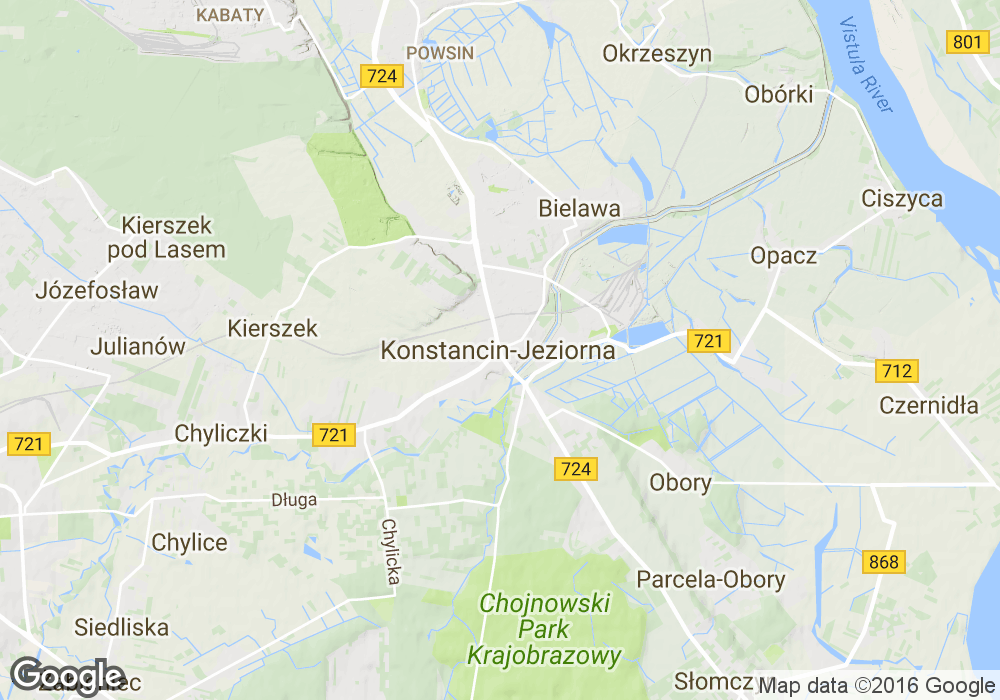 KABATY
POWSIN
Okrzeszyn
801
724
Vistula River
Obórki
Ciszyca
Bielawa
Kierszek
pod Lasem
Opacz
Józefosław
Kierszek
Julianów
Konstancin-Jeziorna
721
712
Czernidła
Chyliczki
721
721
724
Obory
Długa
Chylicka
Chylice
868
Parcela-Obory
Chojnowski
Park
Krajobrazowy
Siedliska
Google
Słomczy
Map data ©2016 Google